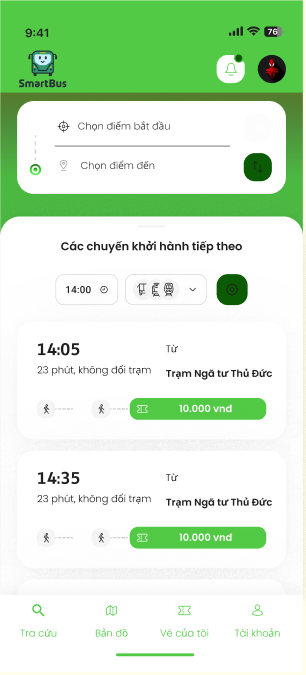 9:41
76
SmartBus
Chọn điểm bắt đầu
Chọn điểm đến
Các chuyến khởi hành tiếp theo
14:00
14:05
Từ
23 phút, không đổi trạm
Trạm Ngã tư Thủ Đức
10.000 vnd
14:35
Từ
23 phút, không đổi trạm
Trạm Ngã tư Thủ Đức
10.000 vnd
Tra cứu
Bản đồ
Vé của tôi
Tài khoản